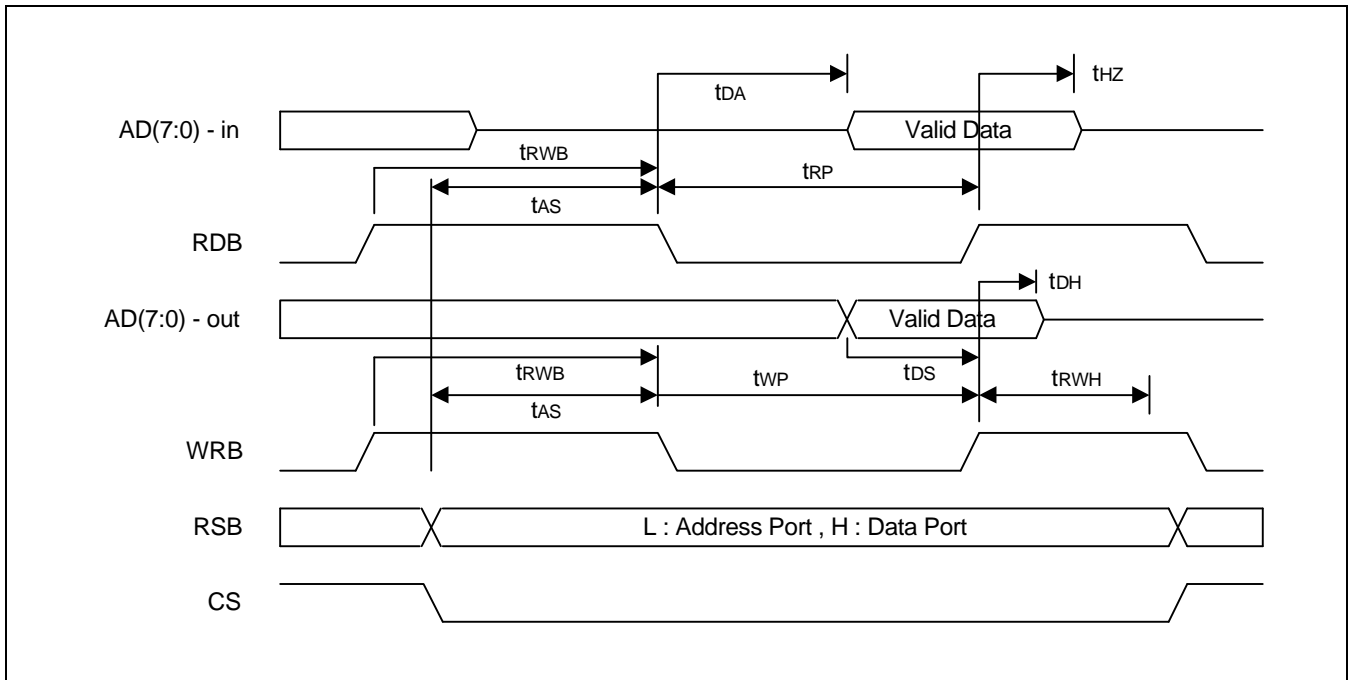 tDA
tHZ
AD(7:0) - in
Valid Data
tRWB
tRP
tAS
RDB
tDH
AD(7:0) - out
Valid Data
tRWB
tWP
tDS
tRWH
tAS
WRB
RSB
L : Address Port , H : Data Port
CS